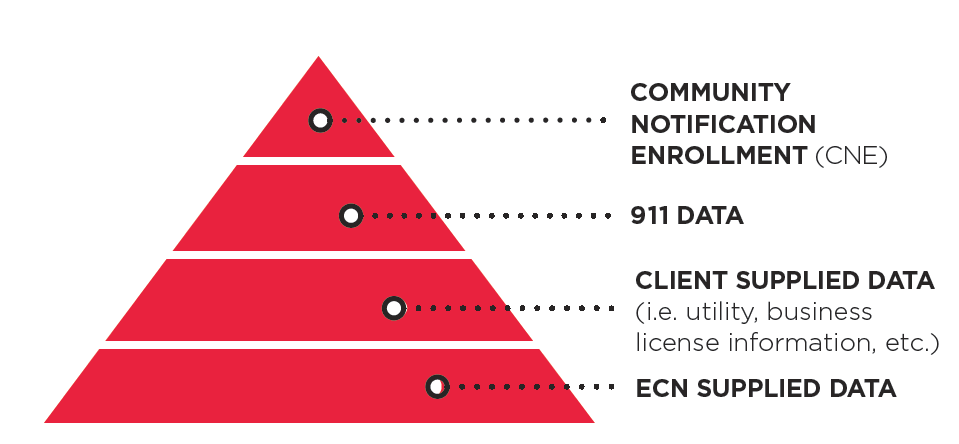 COMMUNITY
NOTIFICATION
ENROLLMENT (CNE)
911 DATA
CLIENT SUPPLIED DATA
(i.e. utility, business
license information, etc.)
ECN SUPPLIED DATA